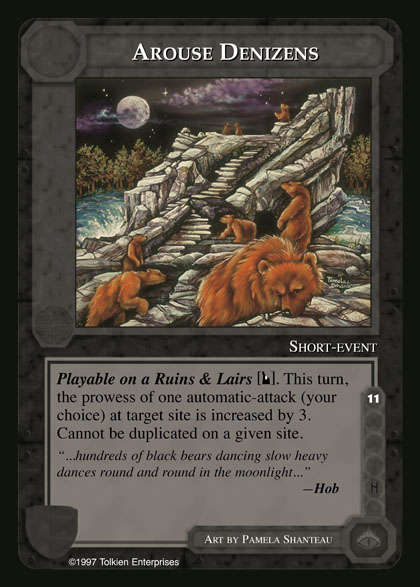 AROUSE DENIZENS
Pamela Shanteau
SHORT-EVENT
Playable on a Ruins & Lairs []. This turn,
the prowess of one automatic-attack (your
choice) at target site is increased by 3.
Cannot be duplicated on a given site.
11
“...hundreds of black bears dancing slow heavy
dances round and round in the moonlight...”
—Hob
ART BY PAMELA SHANTEAU
©1997 Tolkien Enterprises